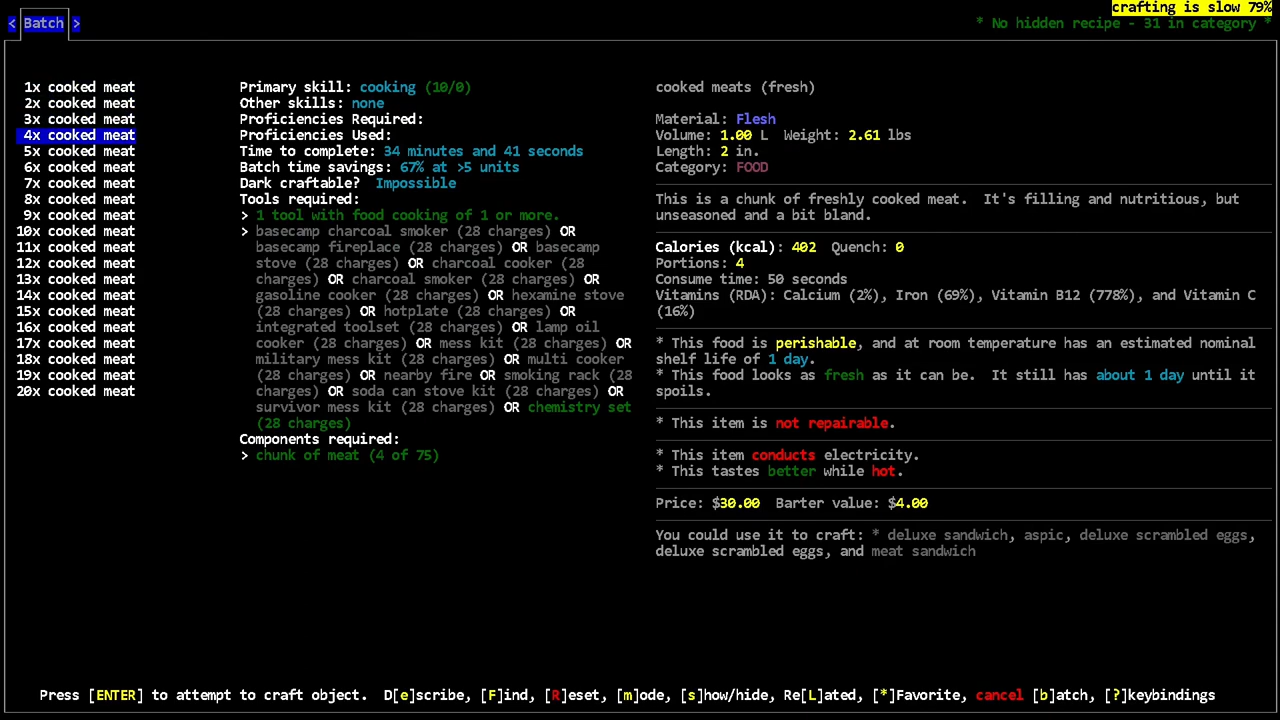 crafting is slow 79%
< Batch >
* No hidden recipe - 31 in category *
1x cooked meat
2x cooked meat
3x cooked meat
4x cooked meat
5x cooked meat
6x cooked meat
7x cooked meat
8x cooked meat
9x cooked meat
10x cooked meat
11x cooked meat
12x cooked meat
13x cooked meat
14x cooked meat
15x cooked meat
16x cooked meat
17x cooked meat
18x cooked meat
19x cooked meat
20x cooked meat
Primary skill: cooking (10/0)
Other skills: none
Proficiencies Required:
Proficiencies Used:
Time to complete: 34 minutes and 41 seconds
Batch time savings: 67% at >5 units
Dark craftable? Impossible
Tools required:
> 1 tool with food cooking of 1 or more.
> basecamp charcoal smoker (28 charges) OR
basecamp fireplace (28 charges) OR basecamp
stove (28 charges) OR charcoal cooker (28
charges) OR charcoal smoker (28 charges) OR
gasoline cooker (28 charges) OR hexamine stove
(28 charges) OR hotplate (28 charges) OR
integrated toolset (28 charges) OR lamp oil
cooker (28 charges) OR mess kit (28 charges) OR
military mess kit (28 charges) OR multi cooker
(28 charges) OR nearby fire OR smoking rack (28
charges) OR soda can stove kit (28 charges) OR
survivor mess kit (28 charges) OR chemistry set
(28 charges)
Components required:
> chunk of meat (4 of 75)
cooked meats (fresh)
Material: Flesh
Volume: 1.00 L Weight: 2.61 lbs
Length: 2 in.
Category: FOOD
This is a chunk of freshly cooked meat. It's filling and nutritious, but
unseasoned and a bit bland.
Calories (kcal): 402 Quench: 0
Portions: 4
Consume time: 50 seconds
Vitamins (RDA): Calcium (2%), Iron (69%), Vitamin B12 (778%), and Vitamin C
(16%)
* This food is perishable, and at room temperature has an estimated nominal
shelf life of 1 day.
* This food looks as fresh as it can be. It still has about 1 day until it
spoils.
* This item is not repairable.
* This item conducts electricity.
* This tastes better while hot.
Price: $30.00 Barter value: $4.00
You could use it to craft: * deluxe sandwich, aspic, deluxe scrambled eggs,
deluxe scrambled eggs, and meat sandwich
Press [ENTER] to attempt to craft object. D[e]scribe, [F]ind, [R]eset, [m]ode, [s]how/hide, Re[L]ated, [*]Favorite, cancel [b]atch, [?]keybindings